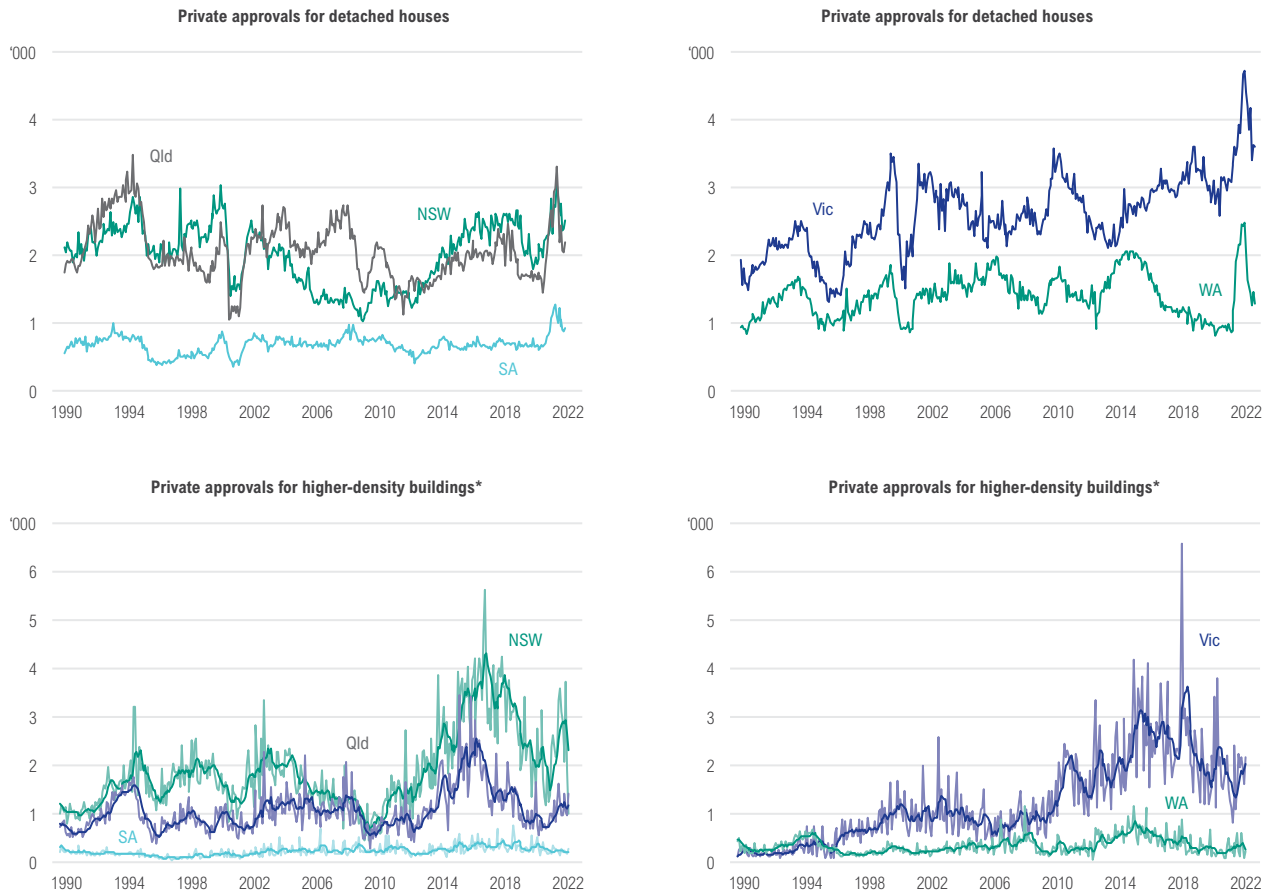 Private approvals for detached houses
'000
4
3
2
1
0
Qld
NSW
SA
1990 1994 1998 2002 2006 2010 2014 2018 2022
Private approvals for detached houses
'000
4
3
2
1
0
Vic
WA
1990 1994 1998 2002 2006 2010 2014 2018 2022
Private approvals for higher-density buildings*
'000
6
5
4
3
2
1
0
NSW
Qld
SA
1990 1994 1998 2002 2006 2010 2014 2018 2022
Private approvals for higher-density buildings*
'000
6
5
4
3
2
1
0
Vic
WA
1990 1994 1998 2002 2006 2010 2014 2018 2022